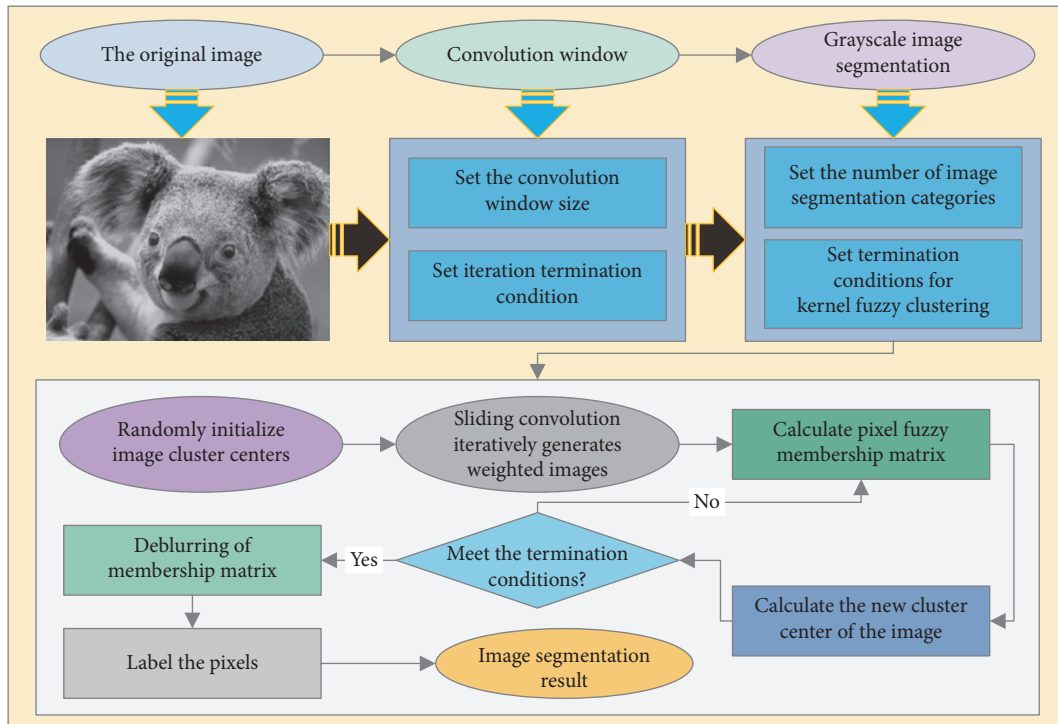 The original image
Convolution window
Grayscale image
segmentation
Set the convolution
window size
Set iteration termination
condition
Set the number of image
segmentation categories
Set termination
conditions for
kernel fuzzy clustering
Randomly initialize
image cluster centers
Sliding convolution
iteratively generates
weighted images
Calculate pixel fuzzy
membership matrix
No
Deblurring of
membership matrix
Yes
Meet the termination
conditions?
Calculate the new cluster
center of the image
Label the pixels
Image segmentation
result